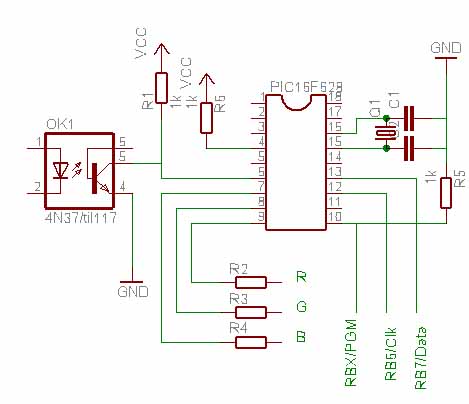 VCC
VCC
GND
PIC16F628
R1
1k
1k
R6
1
2
3
4
5
6
7
8
9
18
17
16
15
14
13
12
11
10
Q1
C1
OK1
1
2
6
5
4
4N37/til117
GND
1k
R5
R2
R
R3
G
R4
B
RBX/PGM
RB6/Clk
RB7/Data